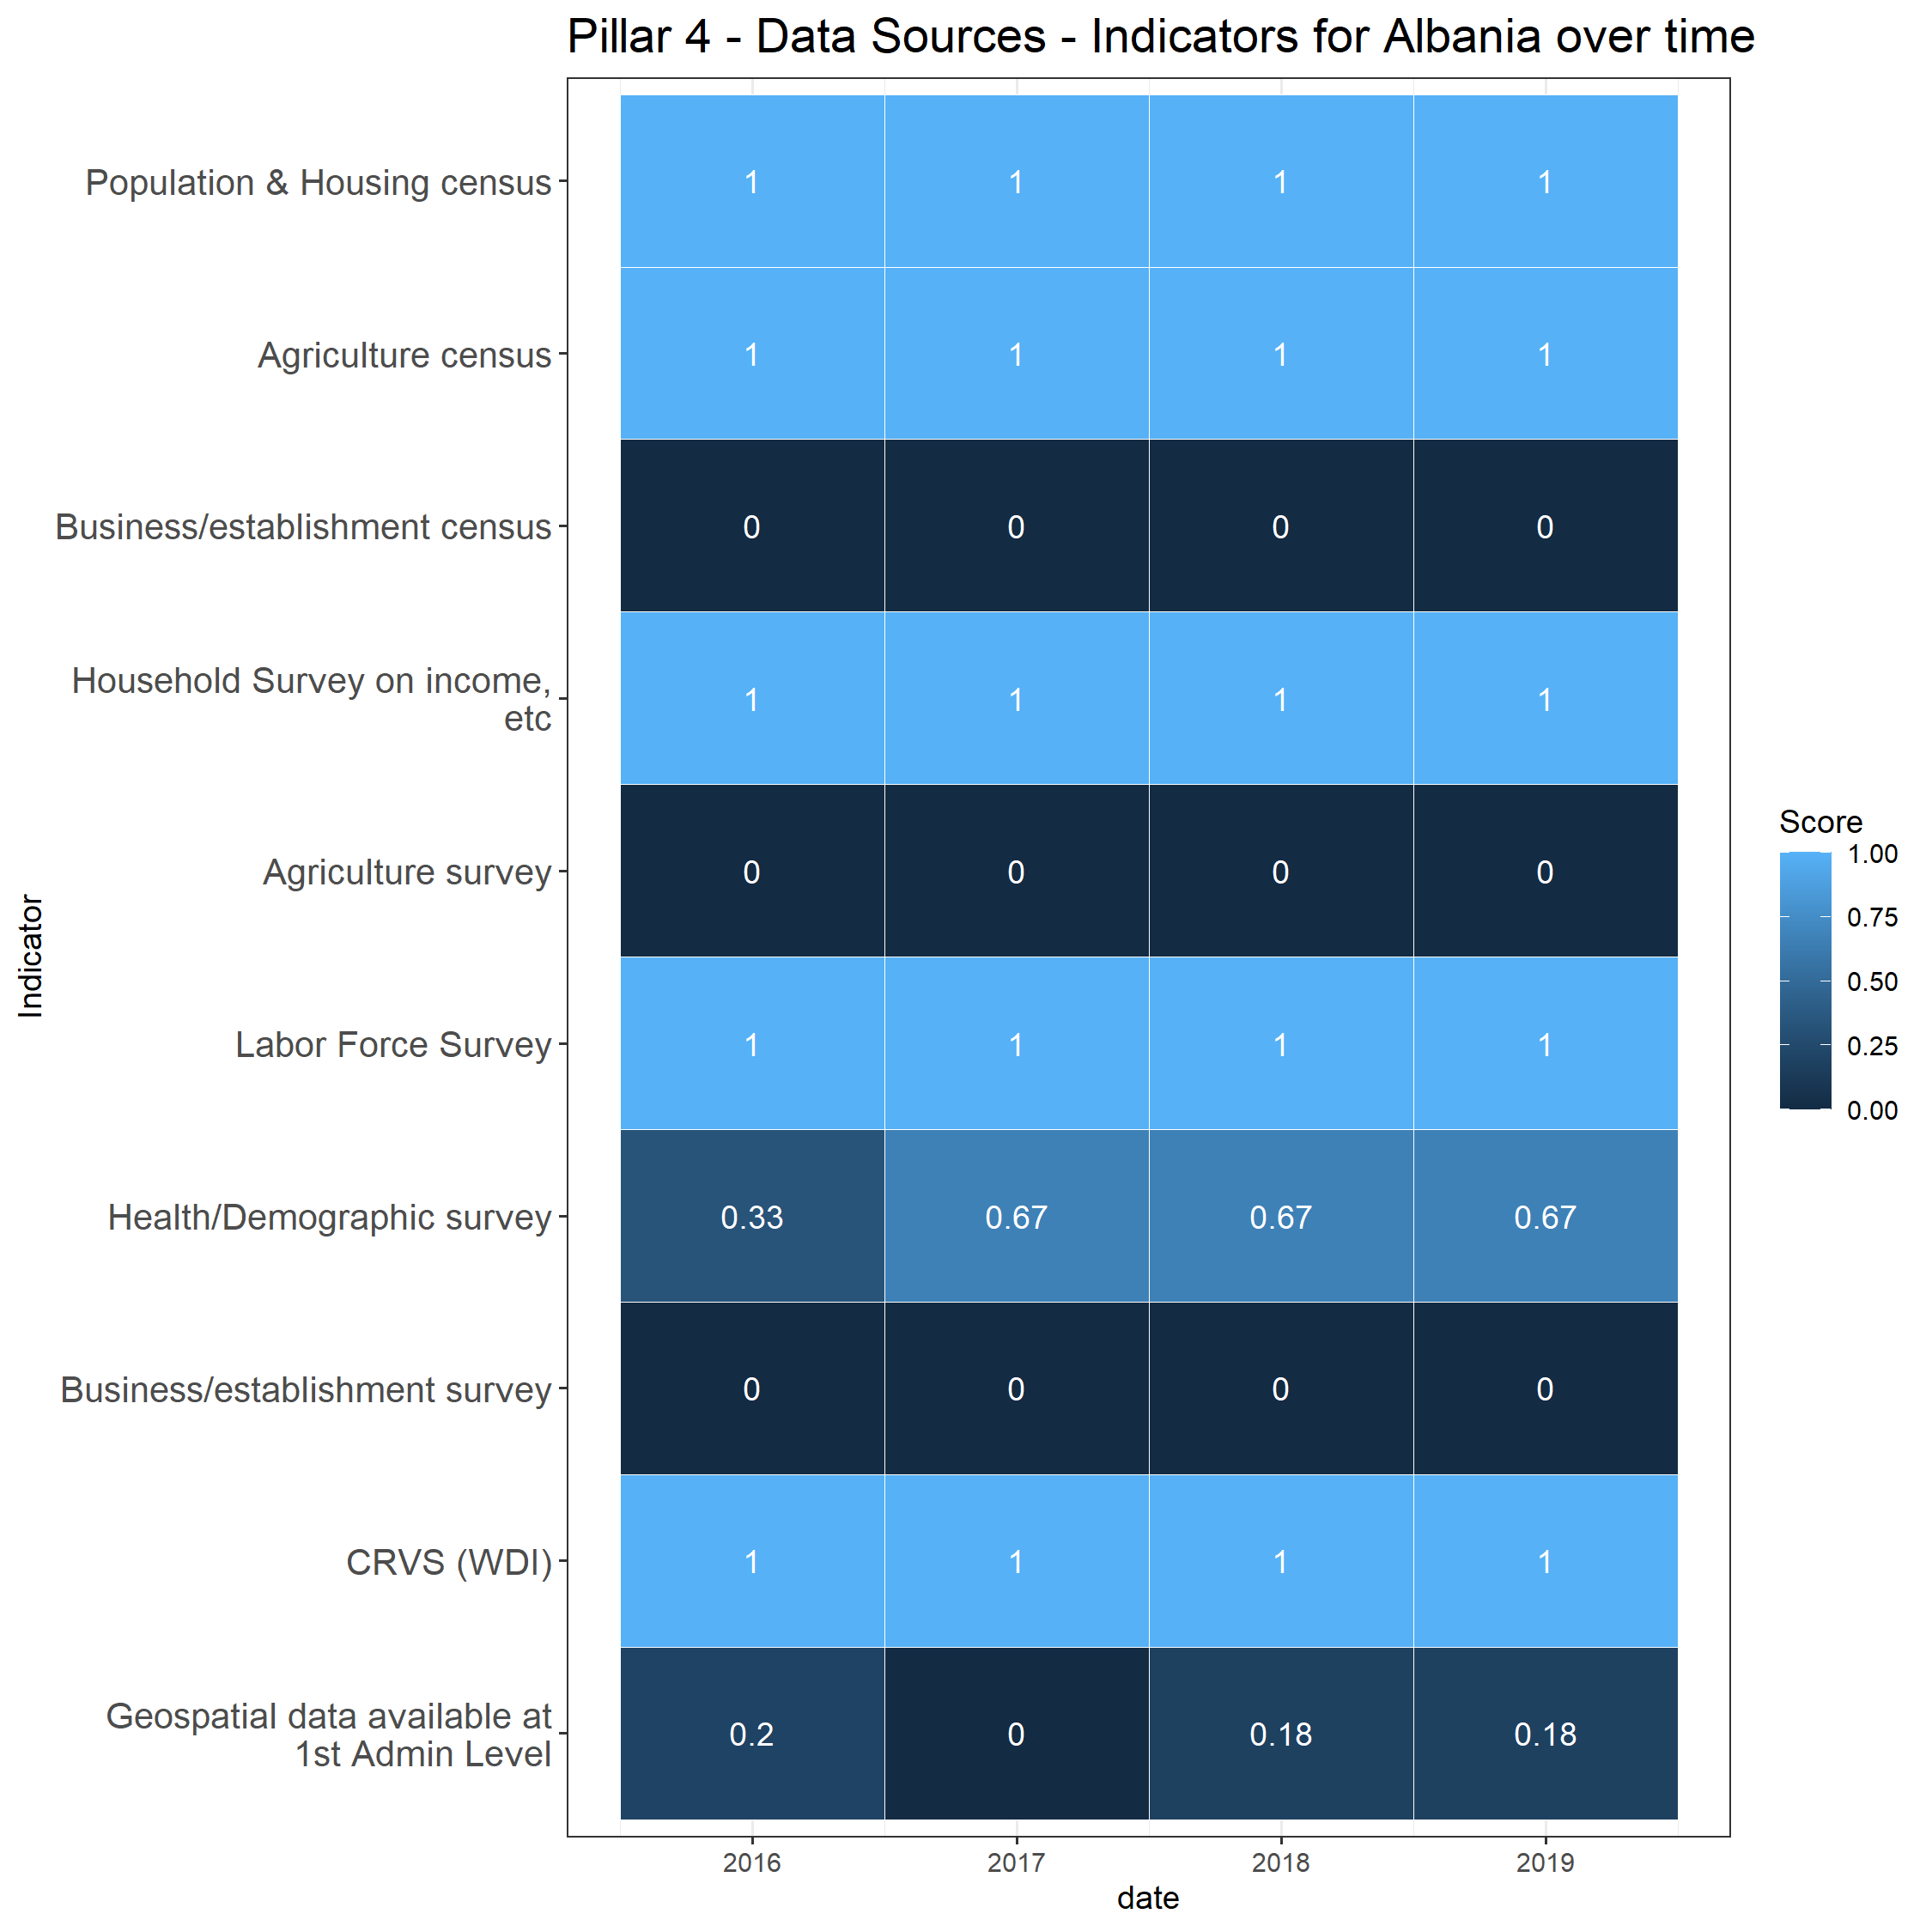 Pillar 4 - Data Sources - Indicators for Albania over time
Population & Housing census
1 1 1 1
Agriculture census
1 1 1 1
Business/establishment census
0 0 0 0
Household Survey on income,
etc
1 1 1 1
Agriculture survey
0 0 0 0
Labor Force Survey
1 1 1 1
Health/Demographic survey
0.33 0.67 0.67 0.67
Business/establishment survey
0 0 0 0
CRVS (WDI)
1 1 1 1
Geospatial data available at
1st Admin Level
0.2 0 0.18 0.18
2016 2017 2018 2019
date
Indicator
Score
1.00
0.75
0.50
0.25
0.00